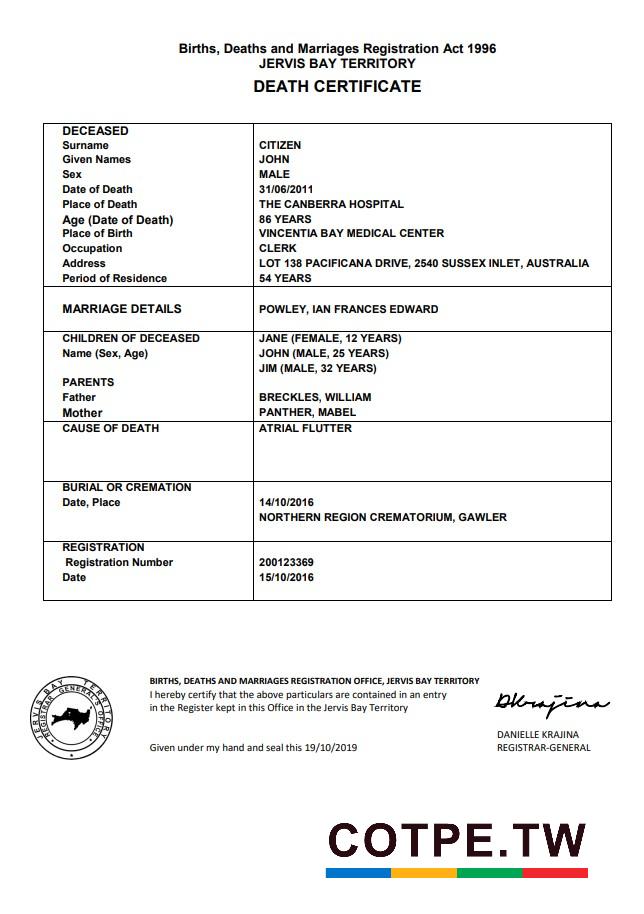 Births, Deaths and Marriages Registration Act 1996
JERVIS BAY TERRITORY
DEATH CERTIFICATE
DECEASED
Surname CITIZEN
Given Names JOHN
Sex MALE
Date of Death 31/06/2011
Place of Death THE CANBERRA HOSPITAL
Age (Date of Death) 86 YEARS
Place of Birth VINCENTIA BAY MEDICAL CENTER
Occupation CLERK
Address LOT 138 PACIFICANA DRIVE, 2540 SUSSEX INLET, AUSTRALIA
Period of Residence 54 YEARS
MARRIAGE DETAILS POWLEY, IAN FRANCES EDWARD
CHILDREN OF DECEASED JANE (FEMALE, 12 YEARS)
Name (Sex, Age) JOHN (MALE, 25 YEARS)
JIM (MALE, 32 YEARS)
PARENTS
Father BRECKLES, WILLIAM
Mother PANTHER, MABEL
CAUSE OF DEATH ATRIAL FLUTTER
BURIAL OR CREMATION
Date, Place 14/10/2016
NORTHERN REGION CREMATORIUM, GAWLER
REGISTRATION
Registration Number 200123369
Date 15/10/2016
JERVIS BAY TERRITORY
REGISTRAR GENERAL'S OFFICE
BIRTHS, DEATHS AND MARRIAGES REGISTRATION OFFICE, JERVIS BAY TERRITORY
I hereby certify that the above particulars are contained in an entry
in the Register kept in this Office in the Jervis Bay Territory
Given under my hand and seal this 19/10/2019
DKrajina
DANIELLE KRAJINA
REGISTRAR-GENERAL
COTPE.TW